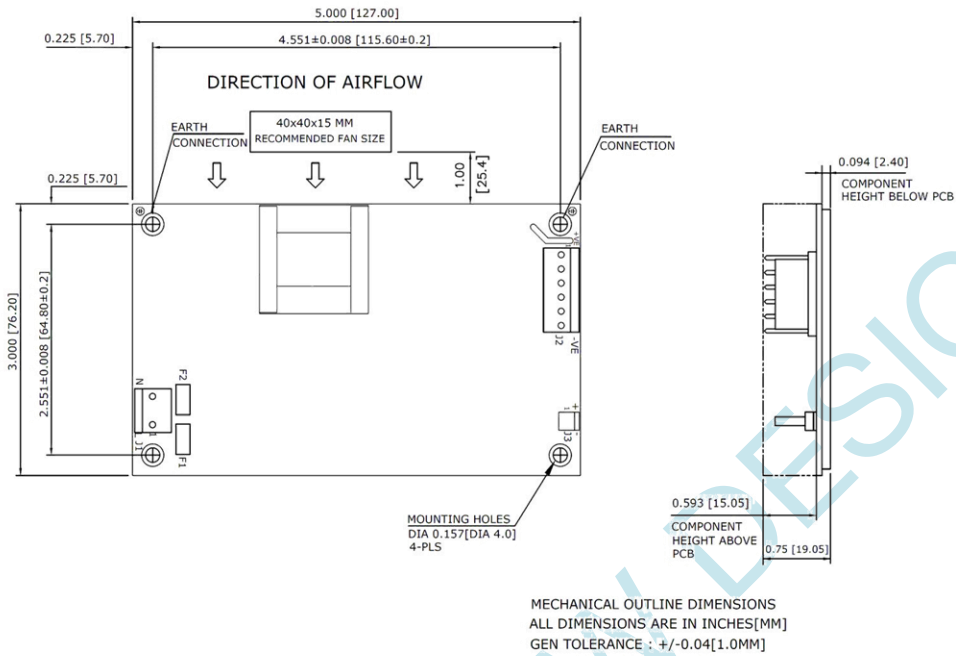 5.000 [127.00]
0.225 [5.70]
4.551±0.008 [115.60±0.2]
DIRECTION OF AIRFLOW
40x40x15 MM
RECOMMENDED FAN SIZE
EARTH
CONNECTION
EARTH
CONNECTION
1.00
[25.4]
0.225 [5.70]
0.094 [2.40]
COMPONENT
HEIGHT BELOW PCB
3.000 [76.20]
2.551±0.008 [64.80±0.2]
+VE
1
J2
-VE
N
F2
1
J1
L
F1
+
1
-
J3
MOUNTING HOLES
DIA 0.157[DIA 4.0]
4-PLS
0.593 [15.05]
COMPONENT
HEIGHT ABOVE
PCB
0.75 [19.05]
MECHANICAL OUTLINE DIMENSIONS
ALL DIMENSIONS ARE IN INCHES[MM]
GEN TOLERANCE : +/-0.04[1.0MM]
DESIG